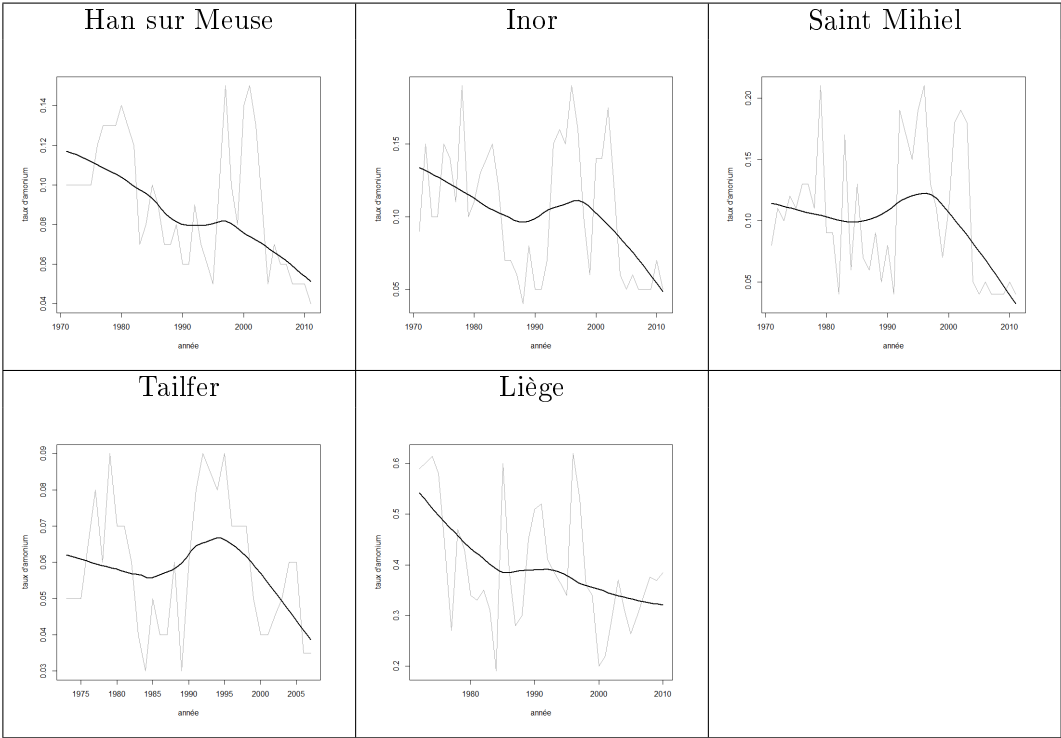 Han sur Meuse
Inor
Saint Mihiel
taux d'amonium
0.04 0.06 0.08 0.10 0.12 0.14
1970 1980 1990 2000 2010
année
taux d'amonium
0.05 0.10 0.15
1970 1980 1990 2000 2010
année
taux d'amonium
0.05 0.10 0.15 0.20
1970 1980 1990 2000 2010
année
Tailfer
Liège
taux d'amonium
0.03 0.04 0.05 0.06 0.07 0.08 0.09
1975 1980 1985 1990 1995 2000 2005
année
taux d'amonium
0.2 0.3 0.4 0.5 0.6
1980 1990 2000 2010
année